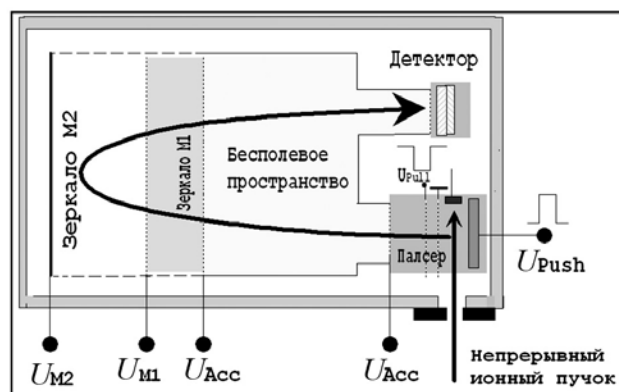 Детектор
Зеркало M2
Зеркало M1
Бесполевое
пространство
UPull
Палсер
UPush
UM2
UM1
UAcc
UAcc
Непрерывный
ионный пучок